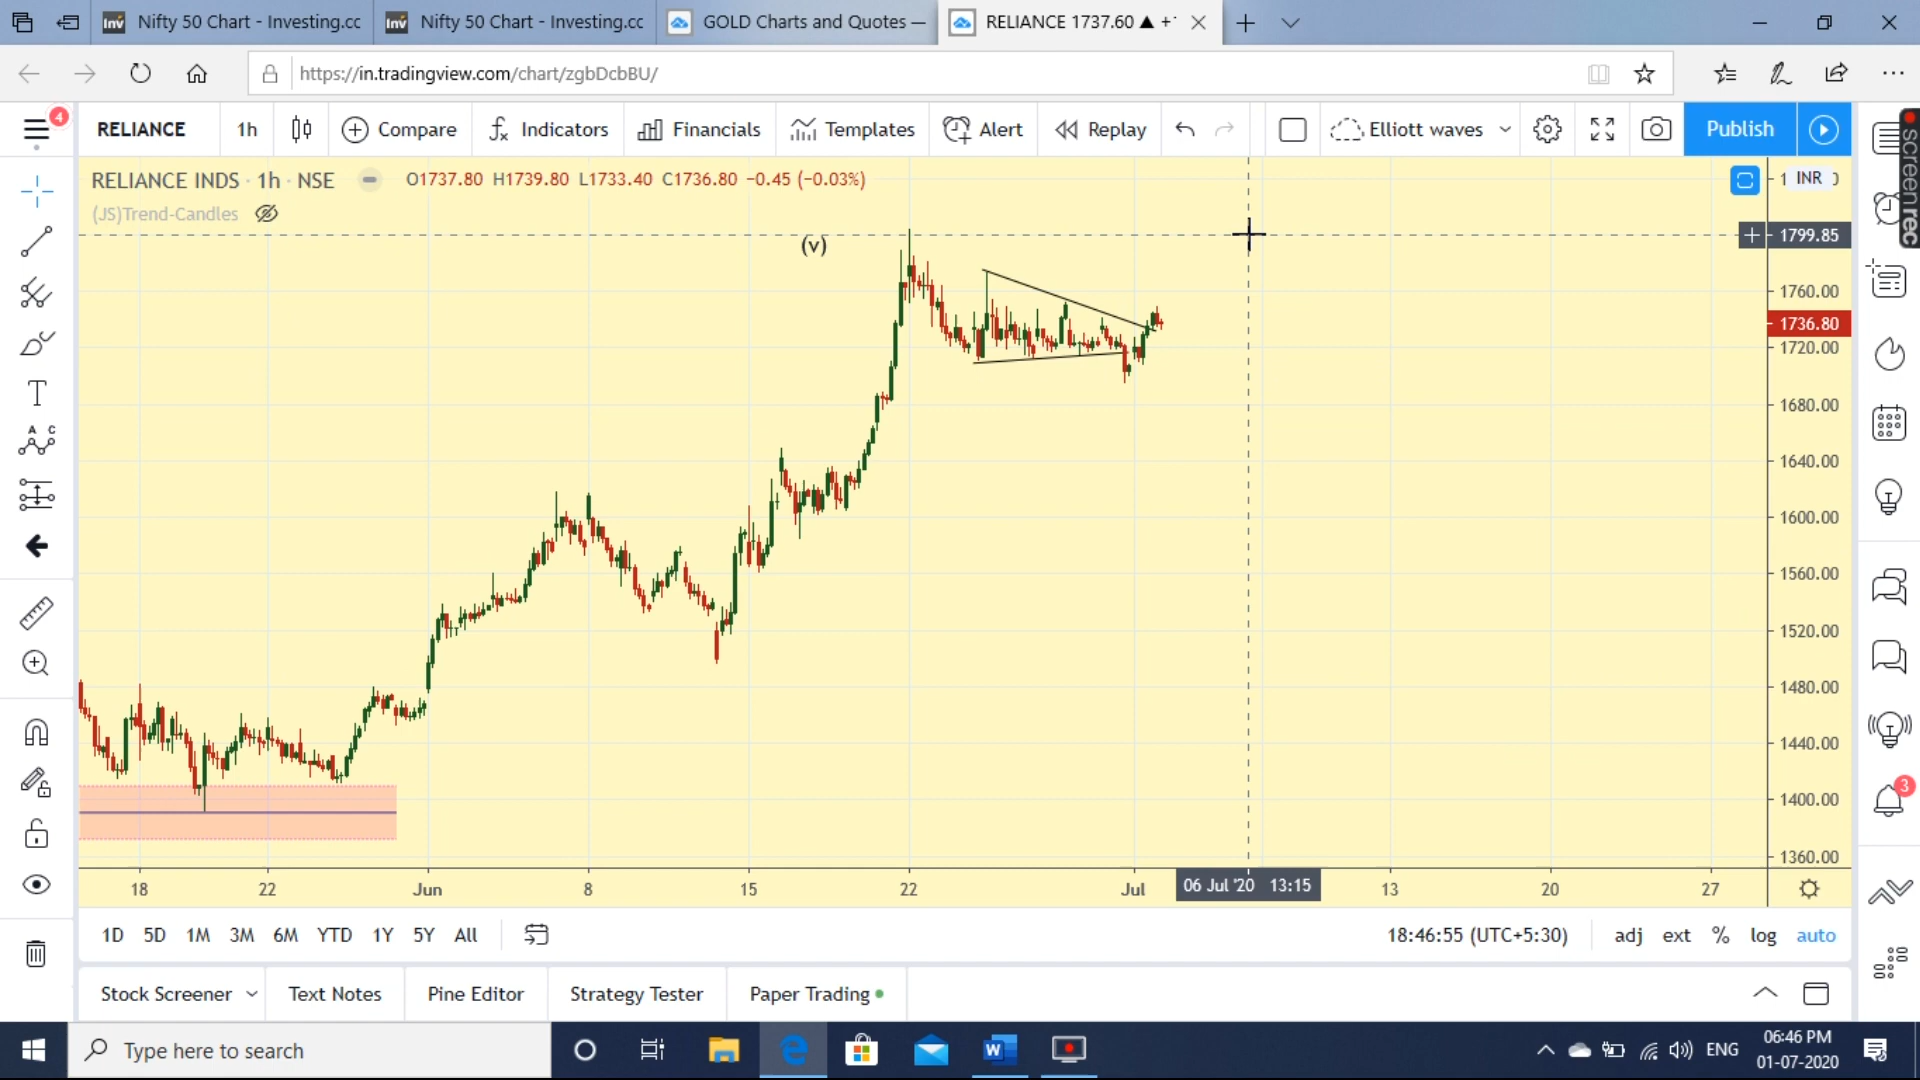 Nifty 50 Chart - Investing.cc
Nifty 50 Chart - Investing.cc
GOLD Charts and Quotes —
RELIANCE 1737.60 ▲ +
https://in.tradingview.com/chart/zgbDcbBU/
4
RELIANCE
1h
Compare
Indicators
Financials
Templates
Alert
Replay
Elliott waves
Publish
screenrec
RELIANCE INDS · 1h · NSE
O1737.80 H1739.80 L1733.40 C1736.80 −0.45 (−0.03%)
INR
(JS)Trend-Candles
(v)
1799.85
1760.00
1736.80
1720.00
1680.00
1640.00
1600.00
1560.00
1520.00
1480.00
1440.00
1400.00
1360.00
T
A C
3
18 22 Jun 8 15 22 Jul 06 Jul '20 13:15 13 20 27
1D 5D 1M 3M 6M YTD 1Y 5Y All
18:46:55 (UTC+5:30)
adj ext % log auto
Stock Screener
Text Notes
Pine Editor
Strategy Tester
Paper Trading
Type here to search
ENG
06:46 PM
01-07-2020